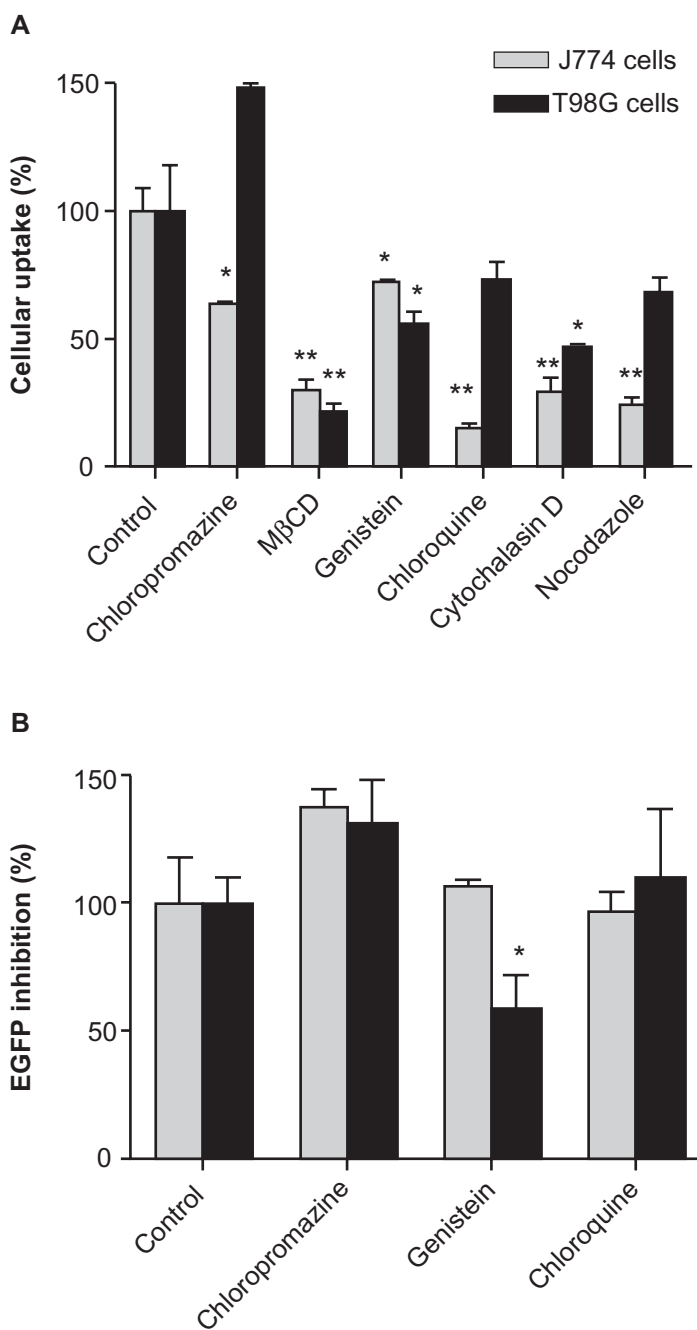 A
J774 cells
T98G cells
Cellular uptake (%)
150
100
50
0
*
**
**
*
*
**
**
*
**
Control
Chloropromazine
MβCD
Genistein
Chloroquine
Cytochalasin D
Nocodazole
B
EGFP inhibition (%)
150
100
50
0
*
Control
Chloropromazine
Genistein
Chloroquine